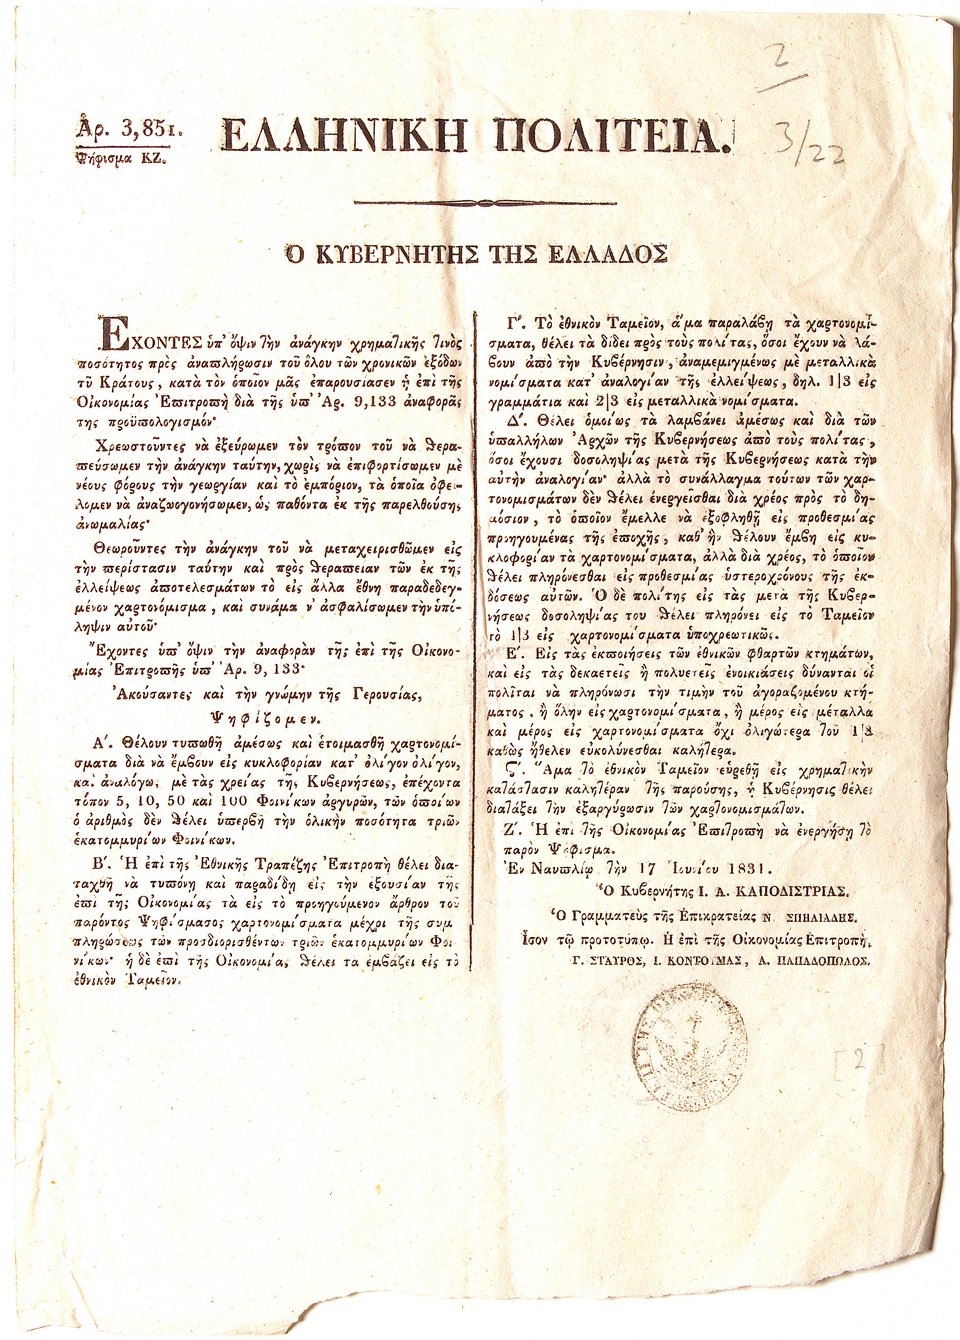 Ἀρ. 3,851.
Ψήφισμα ΚΖ.
ΕΛΛΗΝΙΚΗ ΠΟΛΙΤΕΙΑ.
2
3/22
Ὁ ΚΥΒΕΡΝΗΤΗΣ ΤΗΣ ΕΛΛΑΔΟΣ
ΕΧΟΝΤΕΣ ὑπ' ὄψιν τὴν ἀνάγκην χρηματικῆς τινὸς
ποσότητος πρὸς ἀναπλήρωσιν τοῦ ὅλου τῶν χρονικῶν ἐξόδων
τοῦ Κράτους, κατὰ τὸν ὁποῖον μᾶς ἐπαρουσίασεν ἡ ἐπὶ τῆς
Οἰκονομίας Ἐπιτροπὴ διὰ τῆς ὑπ' Ἀρ. 9,133 ἀναφορᾶς
της προϋπολογισμόν·
Χρεωστοῦντες νὰ ἐξεύρωμεν τὸν τρόπον τοῦ νὰ θερα-
πεύσωμεν τὴν ἀνάγκην ταύτην, χωρὶς νὰ ἐπιφορτίσωμεν μὲ
νέους φόρους τὴν γεωργίαν καὶ τὸ ἐμπόριον, τὰ ὁποῖα ὀφεί-
λομεν νὰ ἀναζωογονήσωμεν, ὡς παθόντα ἐκ τῆς παρελθούσης
ἀνωμαλίας·
Θεωροῦντες τὴν ἀνάγκην τοῦ νὰ μεταχειρισθῶμεν εἰς
τὴν περίστασιν ταύτην καὶ πρὸς θεραπείαν τῶν ἐκ τῆς
ἐλλείψεως ἀποτελεσμάτων τὸ εἰς ἄλλα ἔθνη παραδεδεγ-
μένον χαρτονόμισμα, καὶ συνάμα ν' ἀσφαλίσωμεν τὴν ὑπό-
ληψιν αὐτοῦ·
Ἔχοντες ὑπ' ὄψιν τὴν ἀναφορὰν τῆς ἐπὶ τῆς Οἰκονο-
μίας Ἐπιτροπῆς ὑπ' Ἀρ. 9,133·
Ἀκούσαντες καὶ τὴν γνώμην τῆς Γερουσίας,
Ψηφίζομεν.
Α'. Θέλουν τυπωθῆ ἀμέσως καὶ ἑτοιμασθῆ χαρτονομί-
σματα διὰ νὰ ἔμβουν εἰς κυκλοφορίαν κατ' ὀλίγον ὀλίγον,
καὶ ἀναλόγως μὲ τὰς χρείας τῆς Κυβερνήσεως, ἐπέχοντα
τόπον 5, 10, 50 καὶ 100 Φοινίκων ἀργυρῶν, τῶν ὁποίων
ὁ ἀριθμὸς δὲν θέλει ὑπερβῆ τὴν ὁλικὴν ποσότητα τριῶν
ἑκατομμυρίων Φοινίκων.
Β'. Ἡ ἐπὶ τῆς Ἐθνικῆς Τραπέζης Ἐπιτροπὴ θέλει δια-
ταχθῆ νὰ τυπόνῃ καὶ παραδίδῃ εἰς τὴν ἐξουσίαν τῆς
ἐπὶ τῆς Οἰκονομίας τὰ εἰς τὸ προηγούμενον ἄρθρον τοῦ
παρόντος Ψηφίσμασος χαρτονομίσματα μέχρι τῆς συμ
πληρώσεως τῶν προσδιορισθέντων τριῶν ἑκατομμυρίων Φοι
νίκων· ἡ δὲ ἐπὶ τῆς Οἰκονομίας θέλει τα ἐμβάζει εἰς τὸ
ἐθνικὸν Ταμεῖον.
Γ'. Τὸ ἐθνικὸν Ταμεῖον, ἅμα παραλάβῃ τὰ χαρτονομί-
σματα, θέλει τὰ δίδει πρὸς τοὺς πολίτας, ὅσοι ἔχουν νὰ λά-
βουν ἀπὸ τὴν Κυβέρνησιν, ἀναμεμιγμένως μὲ μεταλλικὰ
νομίσματα κατ' ἀναλογίαν τῆς ἐλλείψεως, δηλ. 1|3 εἰς
γραμμάτια καὶ 2|3 εἰς μεταλλικὰ νομίσματα.
Δ'. Θέλει ὁμοίως τὰ λαμβάνει ἀμέσως καὶ διὰ τῶν
ὑπαλλήλων Ἀρχῶν τῆς Κυβερνήσεως ἀπὸ τοὺς πολίτας,
ὅσοι ἔχουσι δοσοληψίας μετὰ τῆς Κυβερνήσεως κατὰ τὴν
αὐτὴν ἀναλογίαν· ἀλλὰ τὸ συνάλλαγμα τούτων τῶν χαρ-
τονομισμάτων δὲν θέλει ἐνεργεῖσθαι διὰ χρέος πρὸς τὸ δη-
μόσιον, τὸ ὁποῖον ἔμελλε νὰ ἐξοφληθῇ εἰς προθεσμίας
προηγουμένας τῆς ἐποχῆς, καθ' ἣν θέλουν ἔμβη εἰς κυ-
κλοφορίαν τὰ χαρτονομίσματα, ἀλλὰ διὰ χρέος, τὸ ὁποῖον
θέλει πληρόνεσθαι εἰς προθεσμίας ὑστεροχρόνους τῆς ἐκ-
δόσεως αὐτῶν. Ὁ δὲ πολίτης εἰς τὰς μετὰ τῆς Κυβερ-
νήσεως δοσοληψίας του θέλει πληρόνει εἰς τὸ Ταμεῖον
τὸ 1|3 εἰς χαρτονομίσματα ὑποχρεωτικῶς.
Ε'. Εἰς τὰς ἐκποιήσεις τῶν ἐθνικῶν φθαρτῶν κτημάτων,
καὶ εἰς τὰς δεκαετεῖς ἢ πολυετεῖς ἐνοικιάσεις δύνανται οἱ
πολῖται νὰ πληρόνωσι τὴν τιμὴν τοῦ ἀγοραζομένου κτή-
ματος, ἢ ὅλην εἰς χαρτονομίσματα, ἢ μέρος εἰς μέταλλα
καὶ μέρος εἰς χαρτονομίσματα ὄχι ὀλιγώτερα τοῦ 1|3
καθὼς ἤθελεν εὐκολύνεσθαι καλήτερα.
Ϛ'. Ἅμα τὸ ἐθνικὸν Ταμεῖον εὑρεθῇ εἰς χρηματικὴν
κατάστασιν καλητέραν τῆς παρούσης, ἡ Κυβέρνησις θέλει
διατάξει τὴν ἐξαργύρωσιν τῶν χαρτονομισμάτων.
Ζ'. Ἡ ἐπὶ τῆς Οἰκονομίας Ἐπιτροπὴ νὰ ἐνεργήσῃ τὸ
παρὸν Ψήφισμα.
Ἐν Ναυπλίῳ τὴν 17 Ἰουνίου 1831.
Ὁ Κυβερνήτης Ι. Α. ΚΑΠΟΔΙΣΤΡΙΑΣ.
Ὁ Γραμματεὺς τῆς Ἐπικρατείας Ν. ΣΠΗΛΙΑΔΗΣ.
Ἴσον τῷ προτοτύπῳ. Ἡ ἐπὶ τῆς Οἰκονομίας Ἐπιτροπή,
Γ. ΣΤΑΥΡΟΣ, Ι. ΚΟΝΤΟΥΜΑΣ, Α. ΠΑΠΑΔΟΠΩΛΟΣ.
[2]